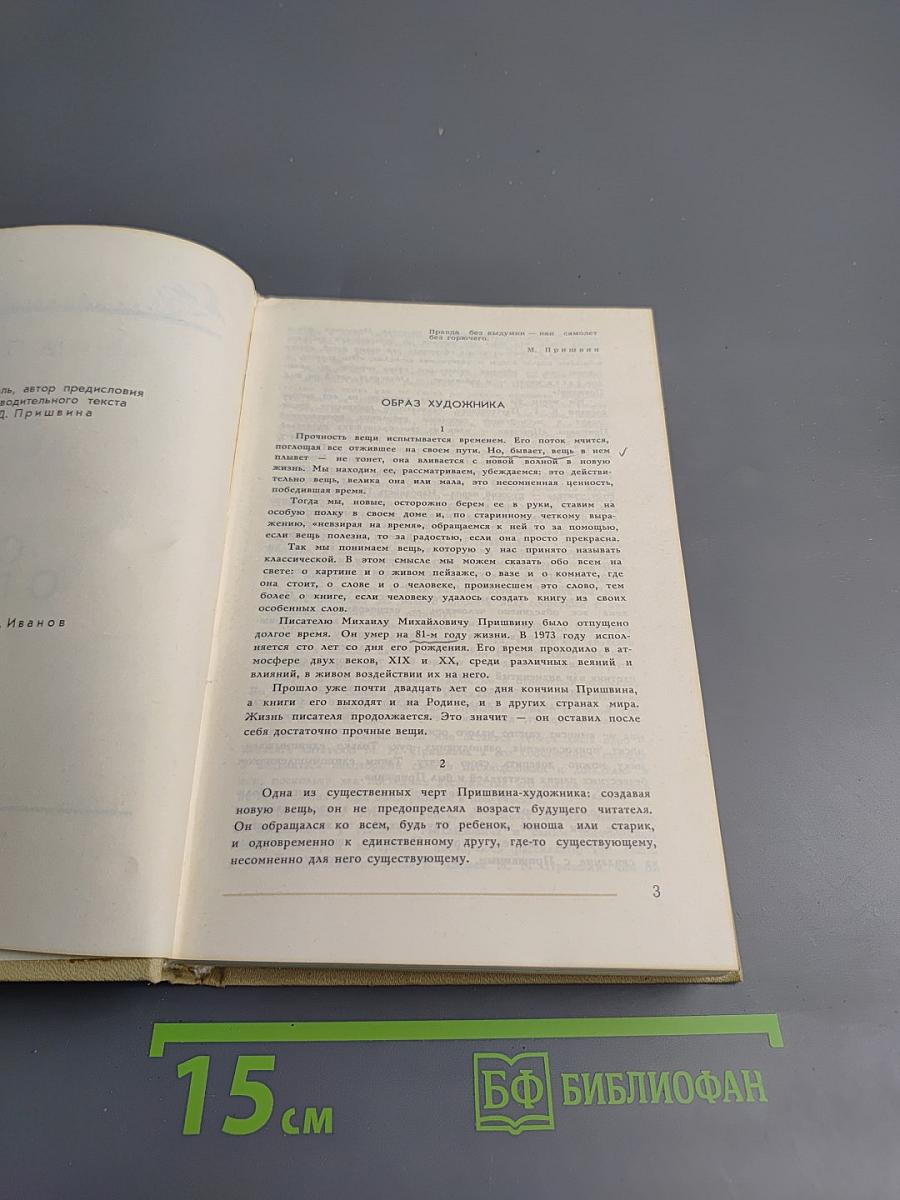 ль, автор предисловия
водительного текста
Д. Пришвина
Иванов
Правда без выдумки — как самолет
без горючего.
М. Пришвин
ОБРАЗ ХУДОЖНИКА
1
Прочность вещи испытывается временем. Его поток мчится,
поглощая все отжившее на своем пути. Но, бывает, вещь в нем
плывет — не тонет, она вливается с новой волной в новую
жизнь. Мы находим ее, рассматриваем, убеждаемся: это действи-
тельно вещь, велика она или мала, это несомненная ценность,
победившая время.
Тогда мы, новые, осторожно берем ее в руки, ставим на
особую полку в своем доме и, по старинному четкому выра-
жению, «невзирая на время», обращаемся к ней то за помощью,
если вещь полезна, то за радостью, если она просто прекрасна.
Так мы понимаем вещь, которую у нас принято называть
классической. В этом смысле мы можем сказать обо всем на
свете: о картине и о живом пейзаже, о вазе и о комнате, где
она стоит, о слове и о человеке, произнесшем это слово, тем
более о книге, если человеку удалось создать книгу из своих
особенных слов.
Писателю Михаилу Михайловичу Пришвину было отпущено
долгое время. Он умер на 81-м году жизни. В 1973 году испол-
няется сто лет со дня его рождения. Его время проходило в ат-
мосфере двух веков, XIX и XX, среди различных веяний и
влияний, в живом воздействии их на него.
Прошло уже почти двадцать лет со дня кончины Пришвина,
а книги его выходят и на Родине, и в других странах мира.
Жизнь писателя продолжается. Это значит — он оставил после
себя достаточно прочные вещи.
2
Одна из существенных черт Пришвина-художника: создавая
новую вещь, он не предопределял возраст будущего читателя.
Он обращался ко всем, будь то ребенок, юноша или старик,
и одновременно к единственному другу, где-то существующему,
несомненно для него существующему.
3
15 см
БФ БИБЛИОФАН